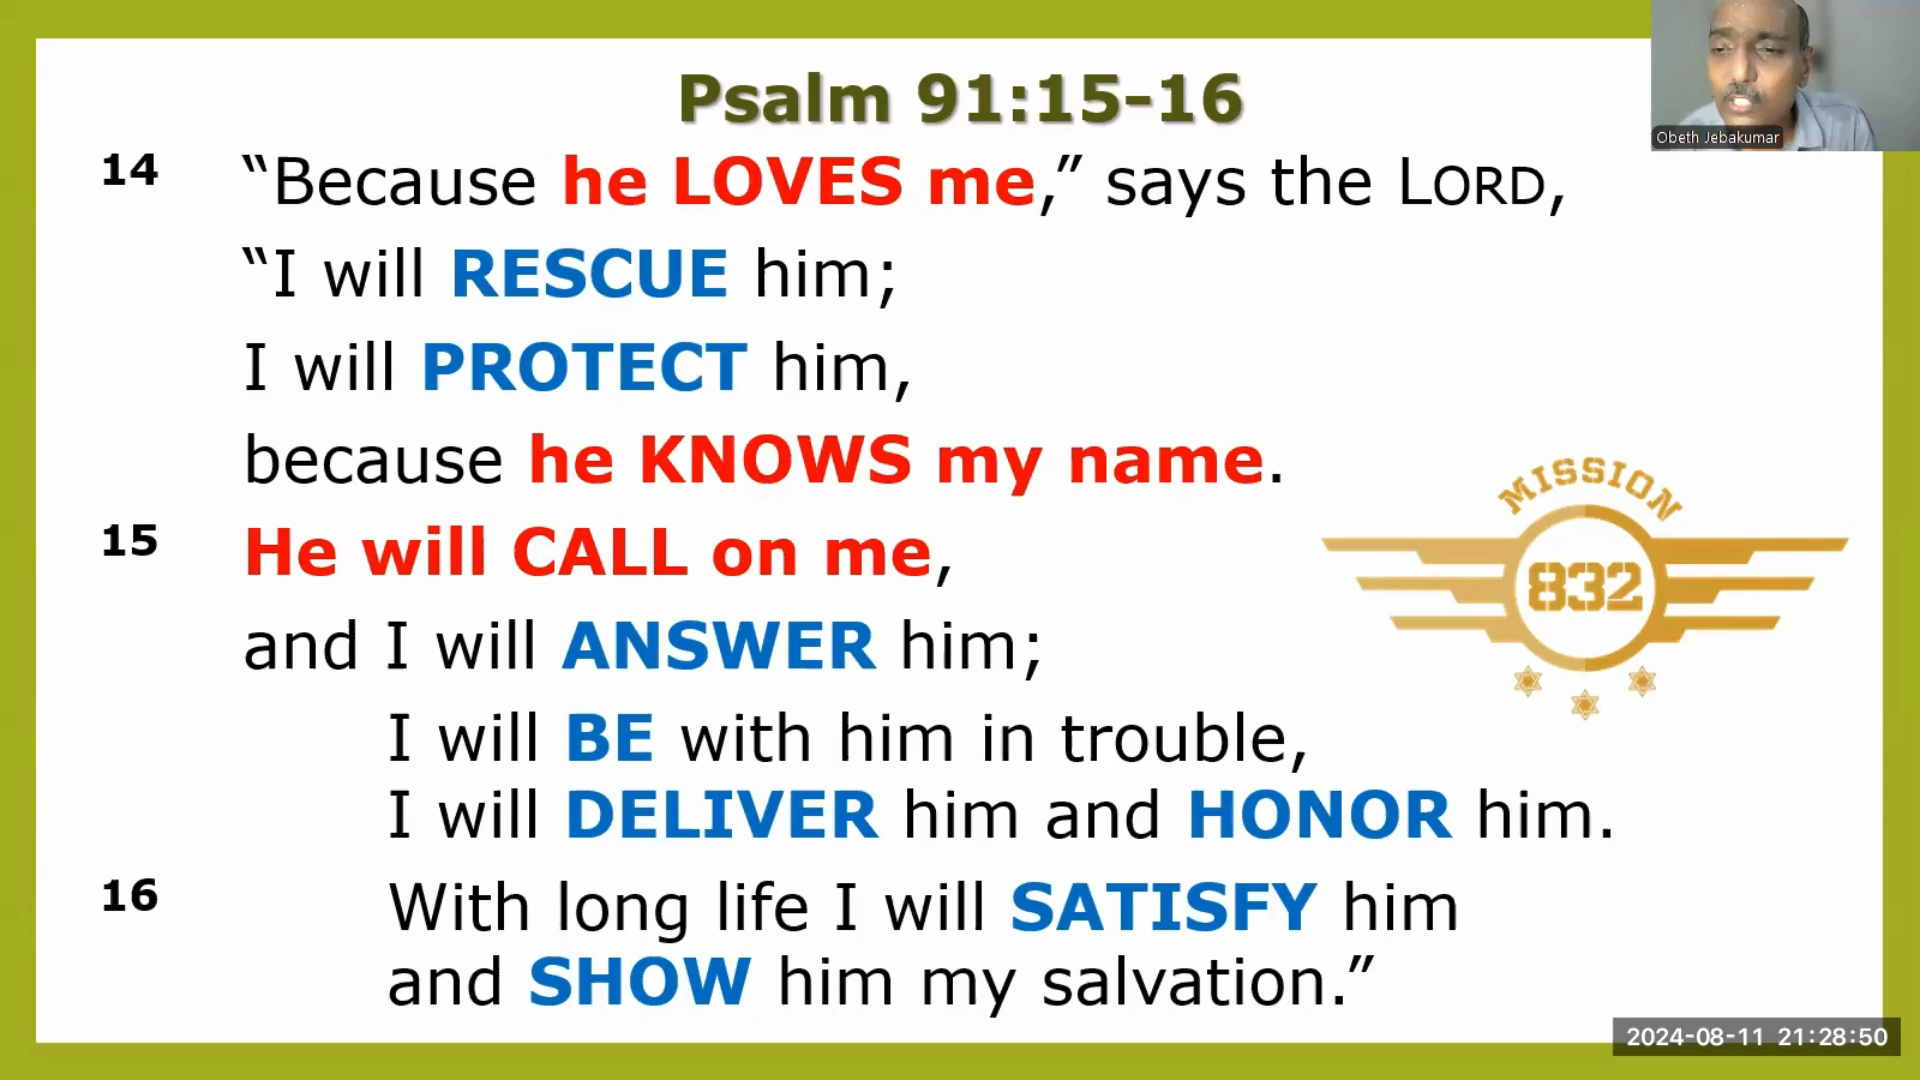 Psalm 91:15-16
Obeth Jebakumar
14 “Because he LOVES me,” says the LORD,
“I will RESCUE him;
I will PROTECT him,
because he KNOWS my name.
15 He will CALL on me,
and I will ANSWER him;
I will BE with him in trouble,
I will DELIVER him and HONOR him.
16 With long life I will SATISFY him
and SHOW him my salvation.”
MISSION
832
2024-08-11 21:28:50